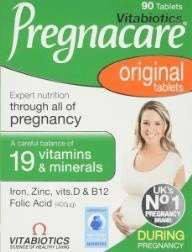 90 Tablets
Vitabiotics
Pregnacare®
original
tablets
Expert nutrition
through all of
pregnancy
A careful balance of
19 vitamins
& minerals
Iron, Zinc, vits.D & B12
Folic Acid (400µg)
UK's
No1
PREGNANCY
BRAND
VITABIOTICS
SCIENCE OF HEALTHY LIVING
DURING
PREGNANCY